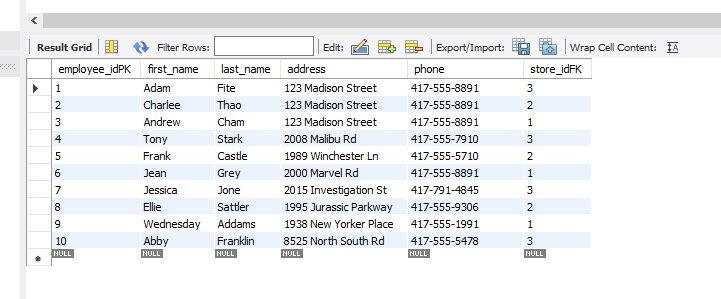 Result Grid Filter Rows: Edit: Export/Import: Wrap Cell Content: IA
employee_idPK first_name last_name address phone store_idFK
1 Adam Fite 123 Madison Street 417-555-8891 3
2 Charlee Thao 123 Madison Street 417-555-8891 2
3 Andrew Cham 123 Madison Street 417-555-8891 1
4 Tony Stark 2008 Malibu Rd 417-555-7910 3
5 Frank Castle 1989 Winchester Ln 417-555-5710 2
6 Jean Grey 2000 Marvel Rd 417-555-8891 1
7 Jessica Jone 2015 Investigation St 417-791-4845 3
8 Ellie Sattler 1995 Jurassic Parkway 417-555-9306 2
9 Wednesday Addams 1938 New Yorker Place 417-555-1991 1
10 Abby Franklin 8525 North South Rd 417-555-5478 3
NULL NULL NULL NULL NULL NULL